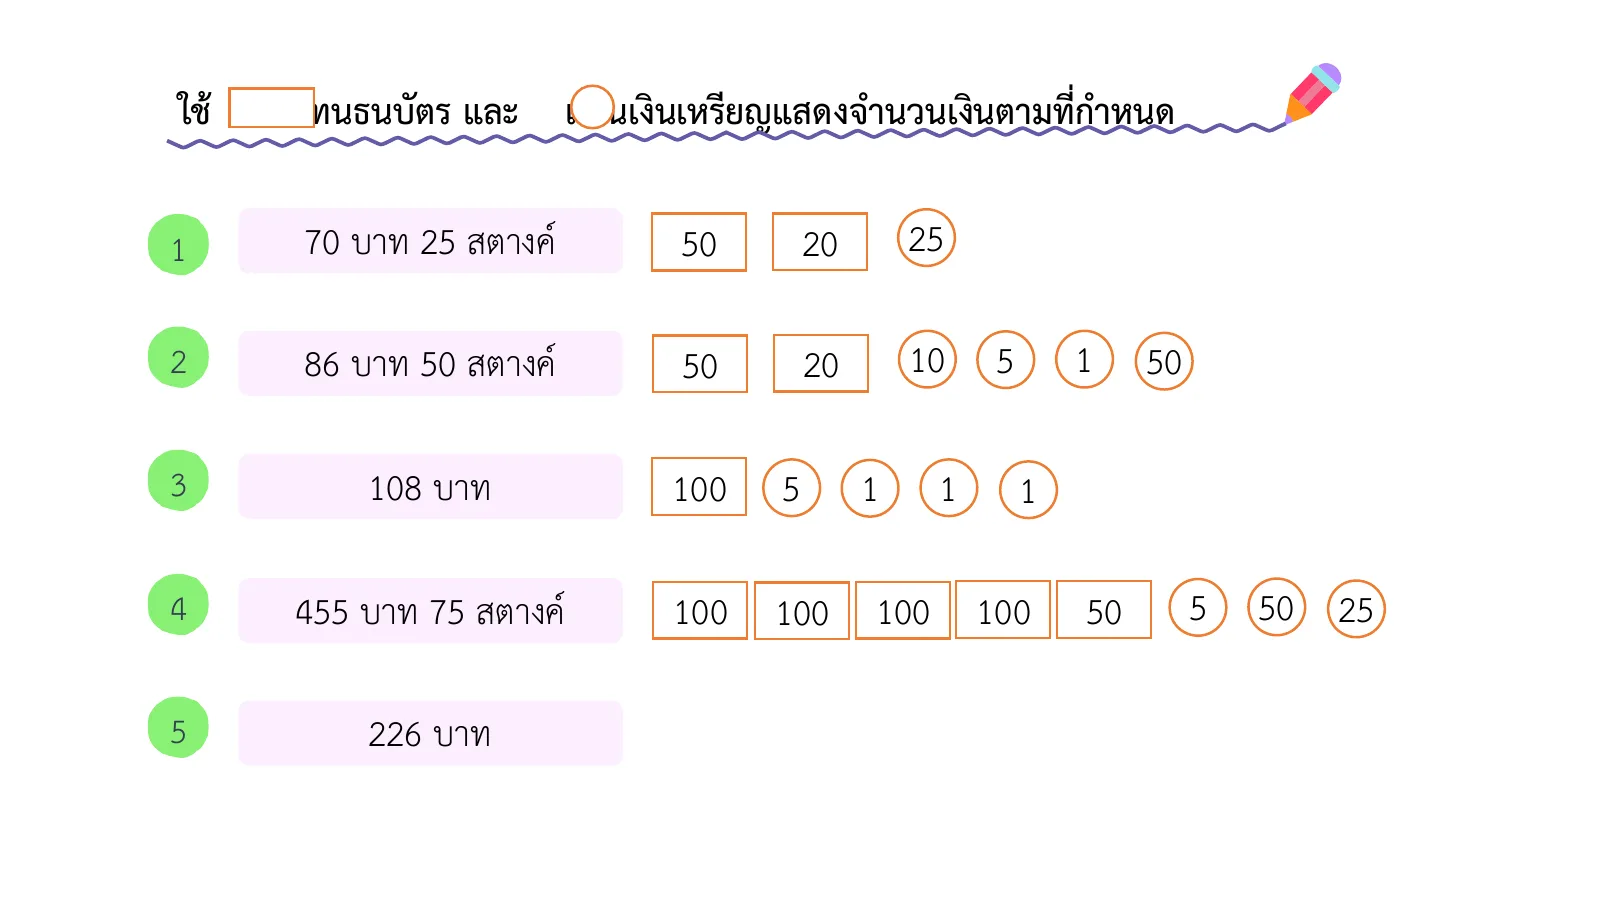 ใช้ ทนธนบัตร และ นเงินเหรียญแสดงจำนวนเงินตามที่กำหนด
1 70 บาท 25 สตางค์ 50 20 25
2 86 บาท 50 สตางค์ 50 20 10 5 1 50
3 108 บาท 100 5 1 1 1
4 455 บาท 75 สตางค์ 100 100 100 100 50 5 50 25
5 226 บาท